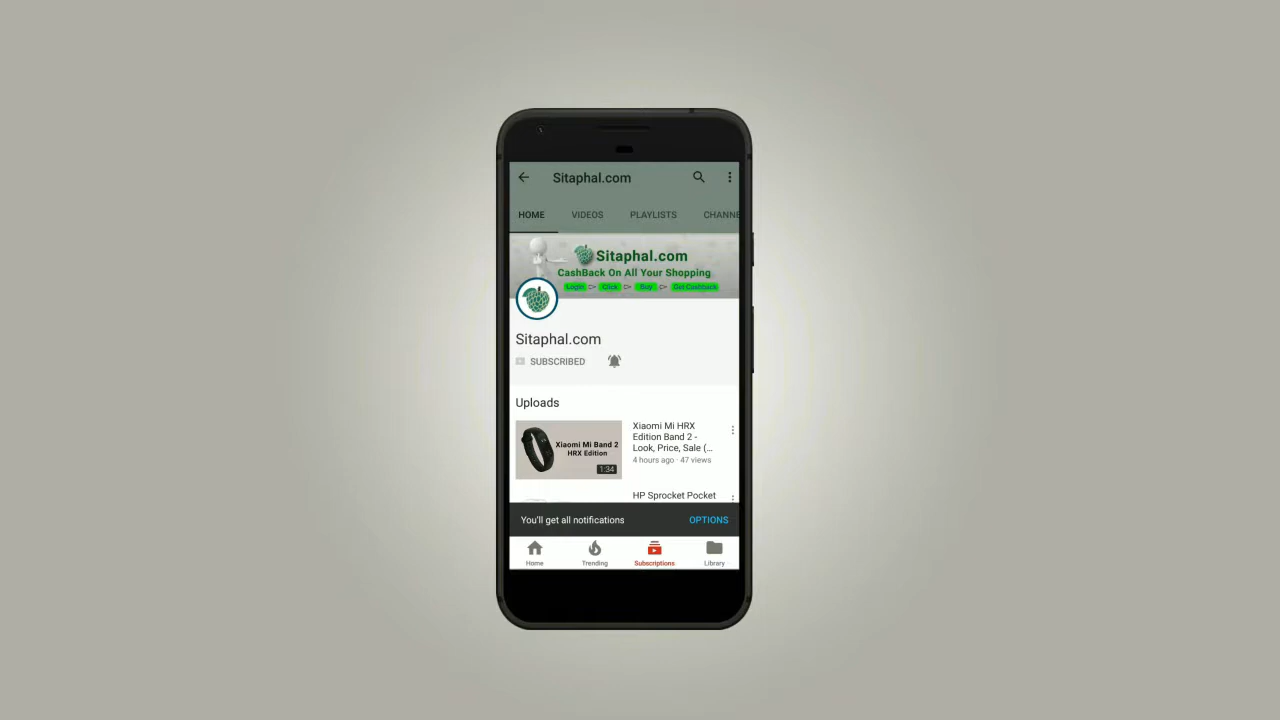 Sitaphal.com
HOME VIDEOS PLAYLISTS CHANNE
Sitaphal.com
CashBack On All Your Shopping
Login Click Buy Get Cashback
Sitaphal.com
SUBSCRIBED
Uploads
Xiaomi Mi Band 2
HRX Edition
1:34
Xiaomi Mi HRX
Edition Band 2 -
Look, Price, Sale (...
4 hours ago · 47 views
HP Sprocket Pocket
You'll get all notifications OPTIONS
Home Trending Subscriptions Library